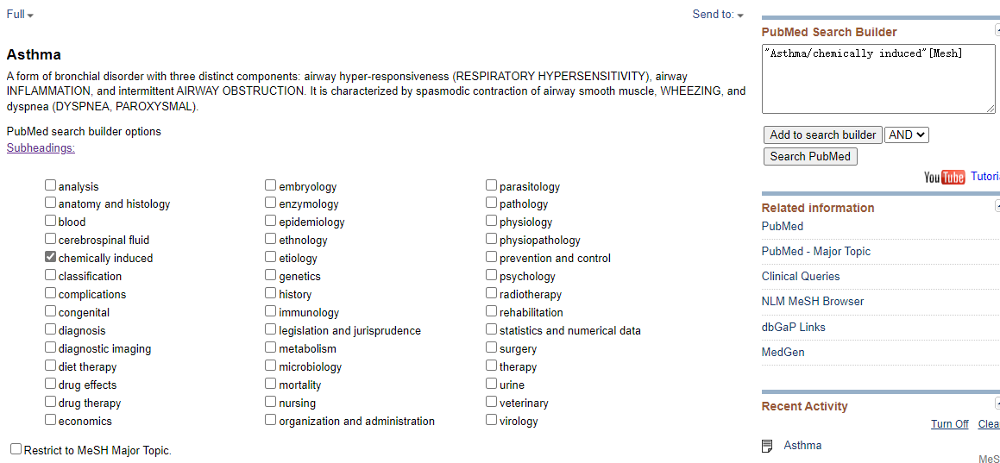 Full
Send to:
Asthma
A form of bronchial disorder with three distinct components: airway hyper-responsiveness (RESPIRATORY HYPERSENSITIVITY), airway
INFLAMMATION, and intermittent AIRWAY OBSTRUCTION. It is characterized by spasmodic contraction of airway smooth muscle, WHEEZING, and
dyspnea (DYSPNEA, PAROXYSMAL).
PubMed search builder options
Subheadings:
analysis
anatomy and histology
blood
cerebrospinal fluid
chemically induced
classification
complications
congenital
diagnosis
diagnostic imaging
diet therapy
drug effects
drug therapy
economics
embryology
enzymology
epidemiology
ethnology
etiology
genetics
history
immunology
legislation and jurisprudence
metabolism
microbiology
mortality
nursing
organization and administration
parasitology
pathology
physiology
physiopathology
prevention and control
psychology
radiotherapy
rehabilitation
statistics and numerical data
surgery
therapy
urine
veterinary
virology
Restrict to MeSH Major Topic.
PubMed Search Builder
"Asthma/chemically induced"[Mesh]
Add to search builder AND
Search PubMed
YouTube Tutori
Related information
PubMed
PubMed - Major Topic
Clinical Queries
NLM MeSH Browser
dbGaP Links
MedGen
Recent Activity
Turn Off Clea
Asthma
MeS